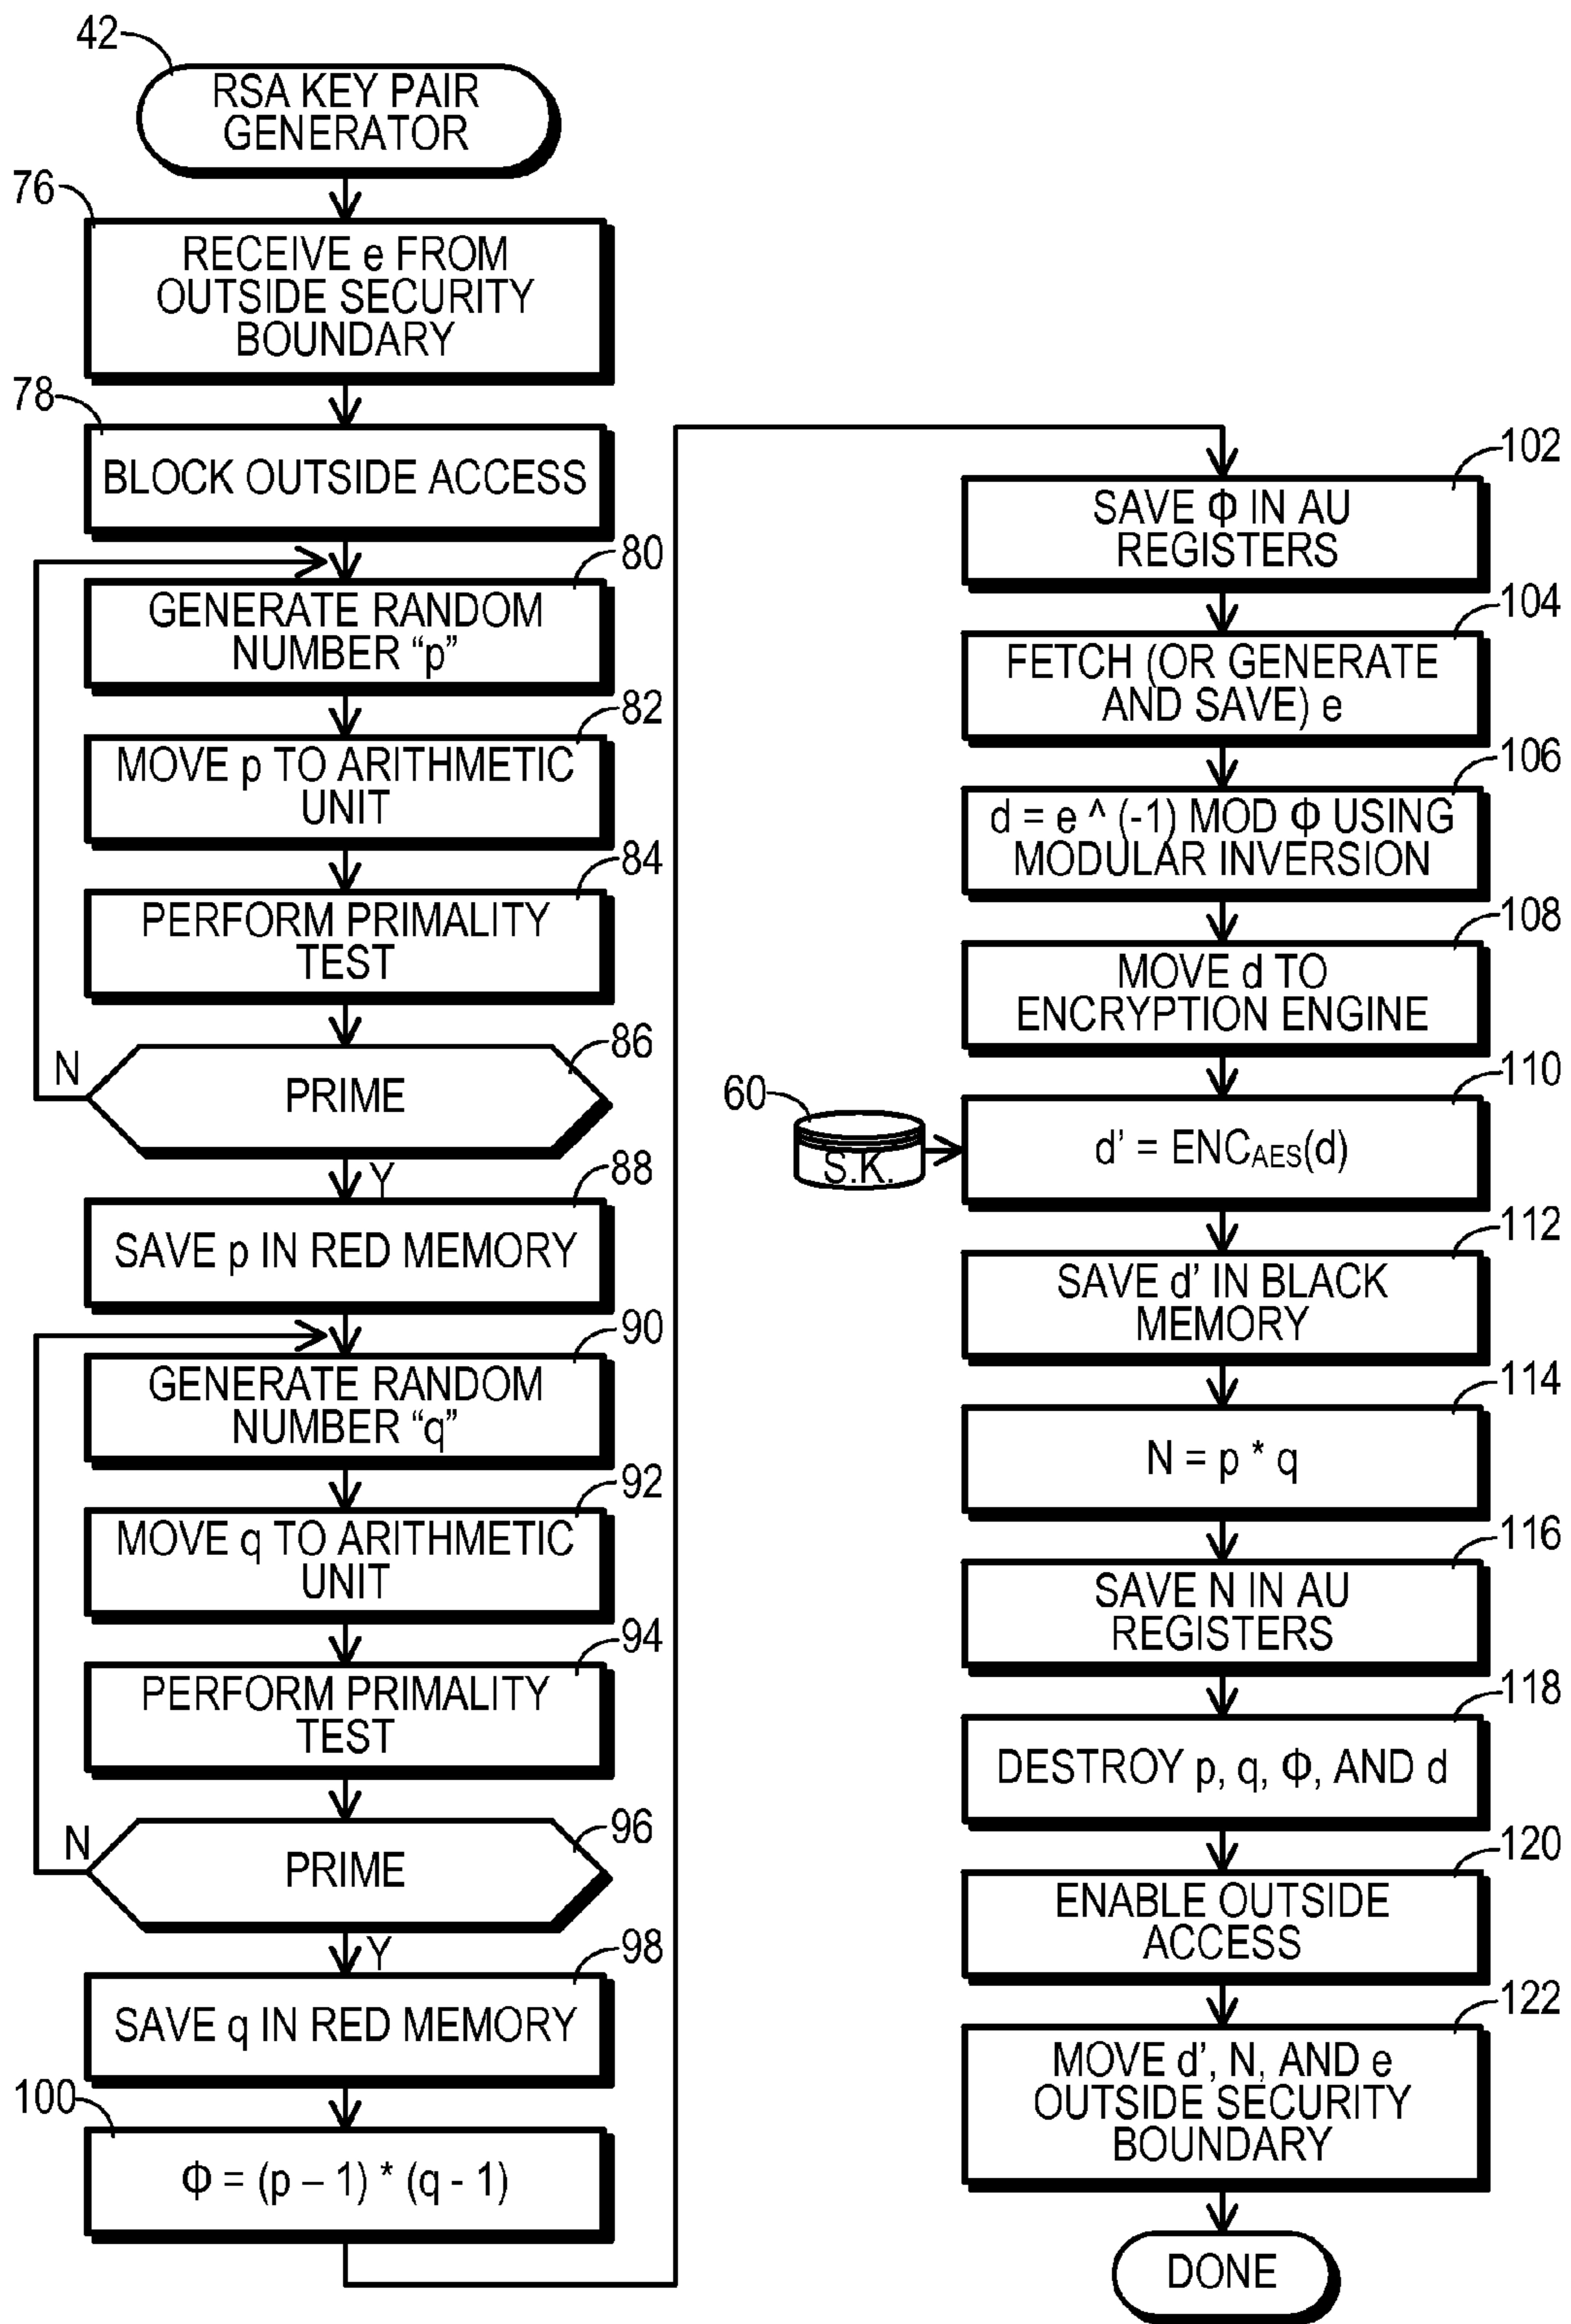 42
RSA KEY PAIR
GENERATOR
76
RECEIVE e FROM
OUTSIDE SECURITY
BOUNDARY
78
BLOCK OUTSIDE ACCESS
80
GENERATE RANDOM
NUMBER “p”
82
MOVE p TO ARITHMETIC
UNIT
84
PERFORM PRIMALITY
TEST
86
N
PRIME
Y
88
SAVE p IN RED MEMORY
90
GENERATE RANDOM
NUMBER “q”
92
MOVE q TO ARITHMETIC
UNIT
94
PERFORM PRIMALITY
TEST
96
N
PRIME
Y
98
SAVE q IN RED MEMORY
100
Φ = (p – 1) * (q - 1)
102
SAVE Φ IN AU
REGISTERS
104
FETCH (OR GENERATE
AND SAVE) e
106
d = e ^ (-1) MOD Φ USING
MODULAR INVERSION
108
MOVE d TO
ENCRYPTION ENGINE
110
60
S.K.
d’ = ENCAES(d)
112
SAVE d’ IN BLACK
MEMORY
114
N = p * q
116
SAVE N IN AU
REGISTERS
118
DESTROY p, q, Φ, AND d
120
ENABLE OUTSIDE
ACCESS
122
MOVE d’, N, AND e
OUTSIDE SECURITY
BOUNDARY
DONE